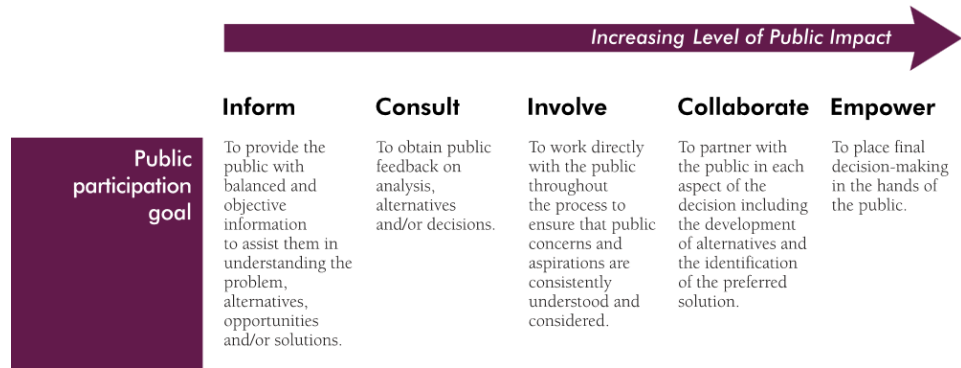 Increasing Level of Public Impact
Inform
Consult
Involve
Collaborate
Empower
Public
participation
goal
To provide the
public with
balanced and
objective
information
to assist them in
understanding the
problem,
alternatives,
opportunities
and/or solutions.
To obtain public
feedback on
analysis,
alternatives
and/or decisions.
To work directly
with the public
throughout
the process to
ensure that public
concerns and
aspirations are
consistently
understood and
considered.
To partner with
the public in each
aspect of the
decision including
the development
of alternatives and
the identification
of the preferred
solution.
To place final
decision-making
in the hands of
the public.